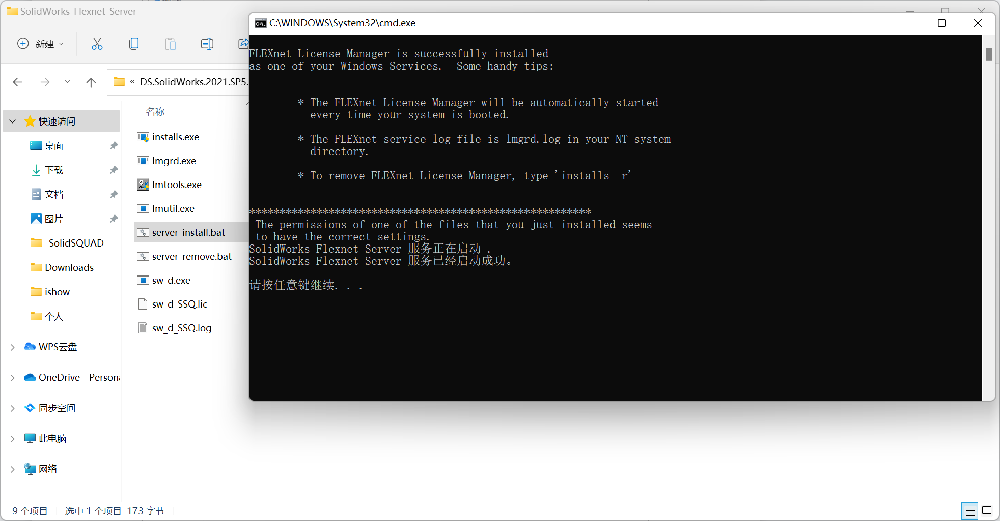 SolidWorks_Flexnet_Server
新建
« DS.SolidWorks.2021.SP5.
名称
快速访问
桌面
下载
文档
图片
_SolidSQUAD_
Downloads
ishow
个人
WPS云盘
OneDrive - Persona
同步空间
此电脑
网络
installs.exe
lmgrd.exe
lmtools.exe
lmutil.exe
server_install.bat
server_remove.bat
sw_d.exe
sw_d_SSQ.lic
sw_d_SSQ.log
9 个项目
选中 1 个项目 173 字节
C:\WINDOWS\System32\cmd.exe
FLEXnet License Manager is successfully installed
as one of your Windows Services.  Some handy tips:
* The FLEXnet License Manager will be automatically started
every time your system is booted.
* The FLEXnet service log file is lmgrd.log in your NT system
directory.
* To remove FLEXnet License Manager, type 'installs -r'
********************************************************
The permissions of one of the files that you just installed seems
to have the correct settings.
SolidWorks Flexnet Server 服务正在启动 .
SolidWorks Flexnet Server 服务已经启动成功。
请按任意键继续. . .